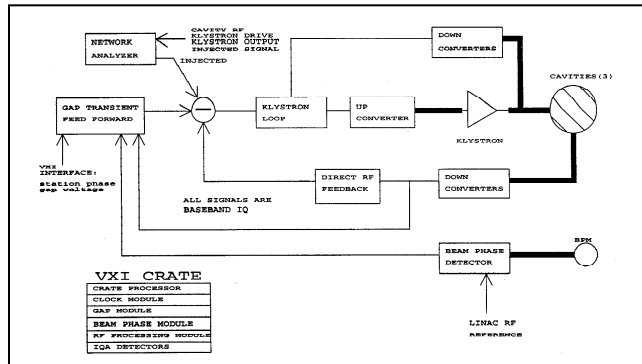 CAVITY RF
KLYSTRON DRIVE
KLYSTRON OUTPUT
INJECTED SIGNAL
NETWORK
ANALYZER
INJECTED
DOWN
CONVERTERS
CAVITIES(3)
GAP TRANSIENT
FEED FORWARD
KLYSTRON
LOOP
UP
CONVERTER
KLYSTRON
VXI
INTERFACE;
station phase
gap voltage
ALL SIGNALS ARE
BASEBAND IQ
DIRECT RF
FEEDBACK
DOWN
CONVERTERS
BEAM PHASE
DETECTOR
BPM
LINAC RF
REFERENCE
VXI CRATE
CRATE PROCESSOR
CLOCK MODULE
GAP MODULE
BEAM PHASE MODULE
RF PROCESSING MODULE
IQA DETECTORS